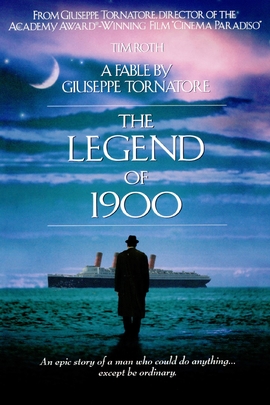 FROM GIUSEPPE TORNATORE, DIRECTOR OF THE
ACADEMY AWARD®-WINNING FILM "CINEMA PARADISO"
TIM ROTH
A FABLE BY
GIUSEPPE TORNATORE
THE
LEGEND
OF
1900
An epic story of a man who could do anything...
except be ordinary.